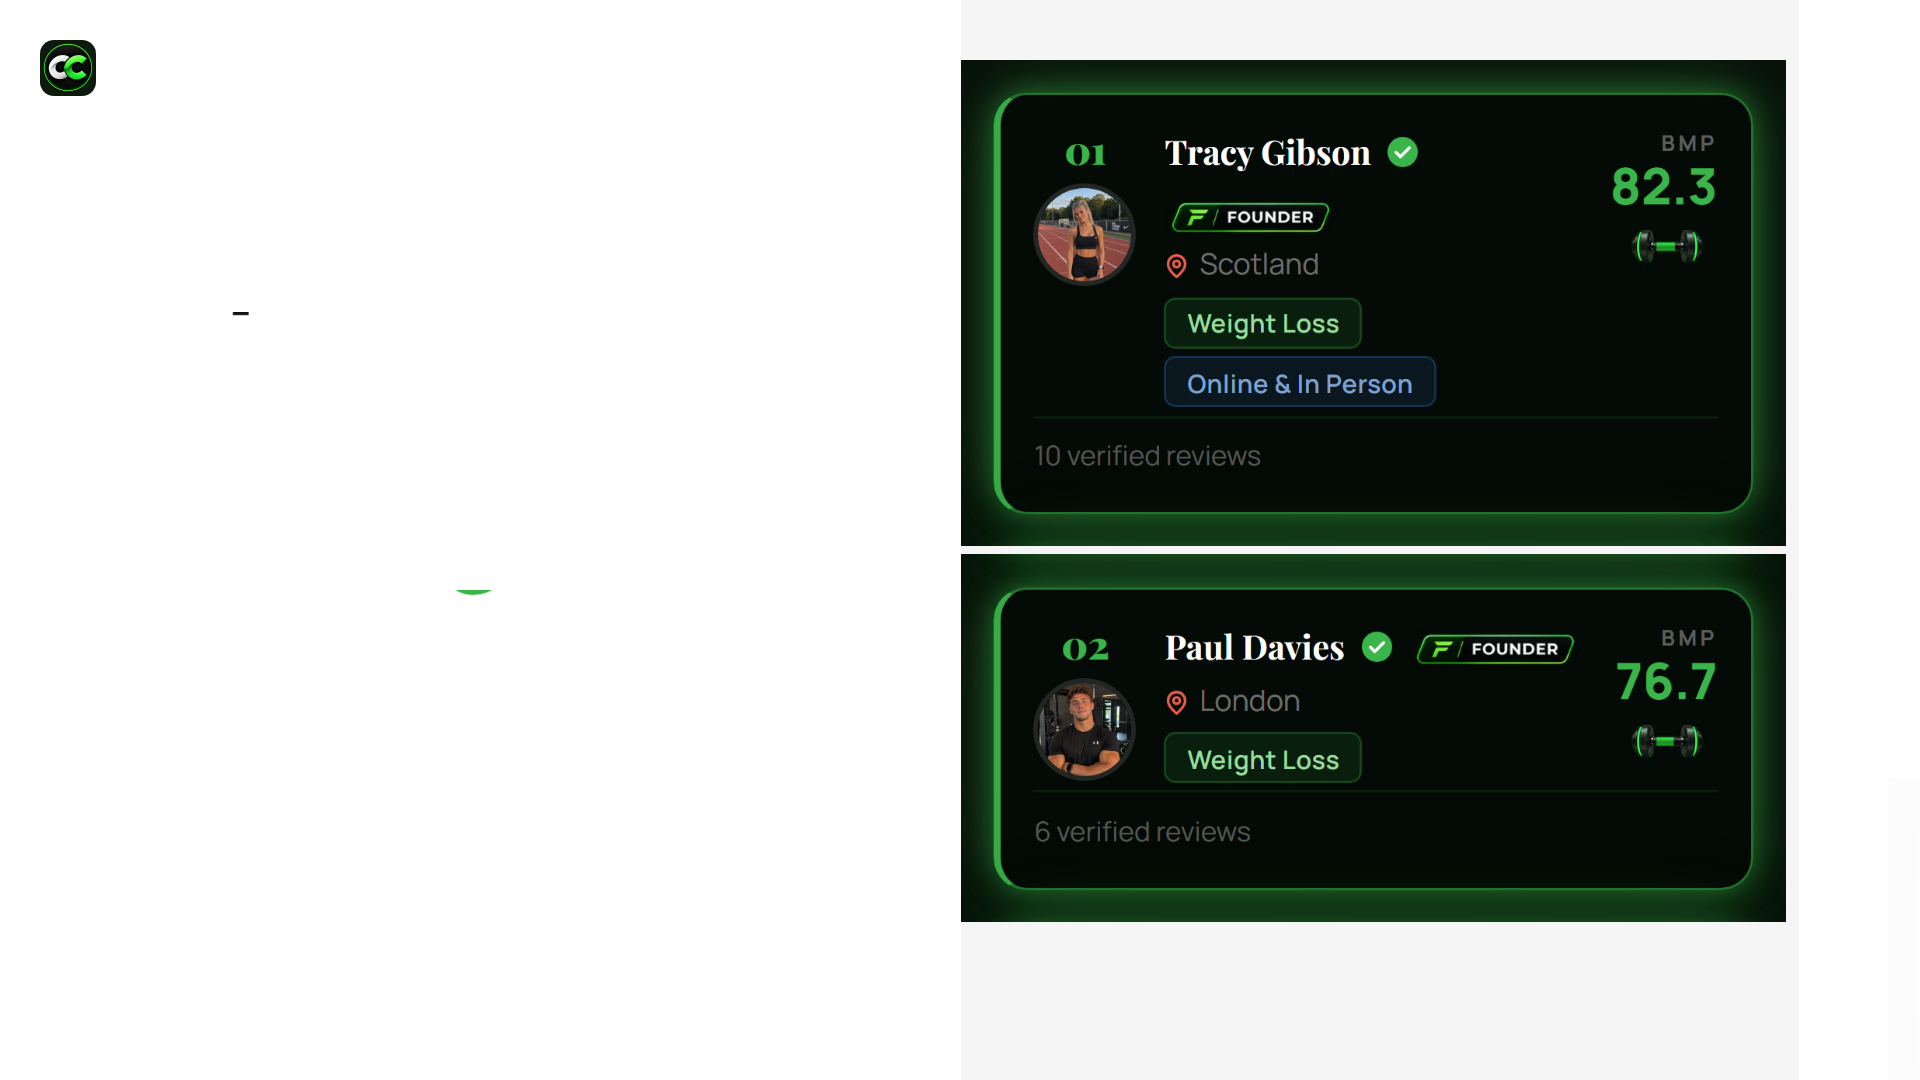 CC
–
01
Tracy Gibson
BMP
82.3
F / FOUNDER
Scotland
Weight Loss
Online & In Person
10 verified reviews
02
Paul Davies
F / FOUNDER
BMP
76.7
London
Weight Loss
6 verified reviews